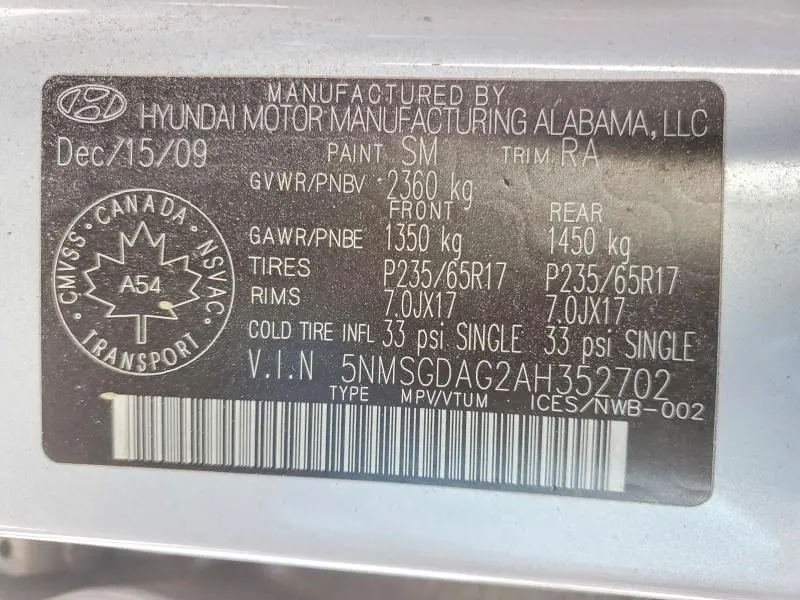 MANUFACTURED BY
HYUNDAI MOTOR MANUFACTURING ALABAMA, LLC
Dec/15/09 PAINT SM TRIM RA
GVWR/PNBV 2360 kg
FRONT REAR
GAWR/PNBE 1350 kg 1450 kg
TIRES P235/65R17 P235/65R17
RIMS 7.0JX17 7.0JX17
COLD TIRE INFL 33 psi SINGLE 33 psi SINGLE
V.I.N 5NMSGDAG2AH352702
TYPE MPV/VTUM ICES/NWB-002
CMVSS · CANADA · NSVAC
A54
TRANSPORT